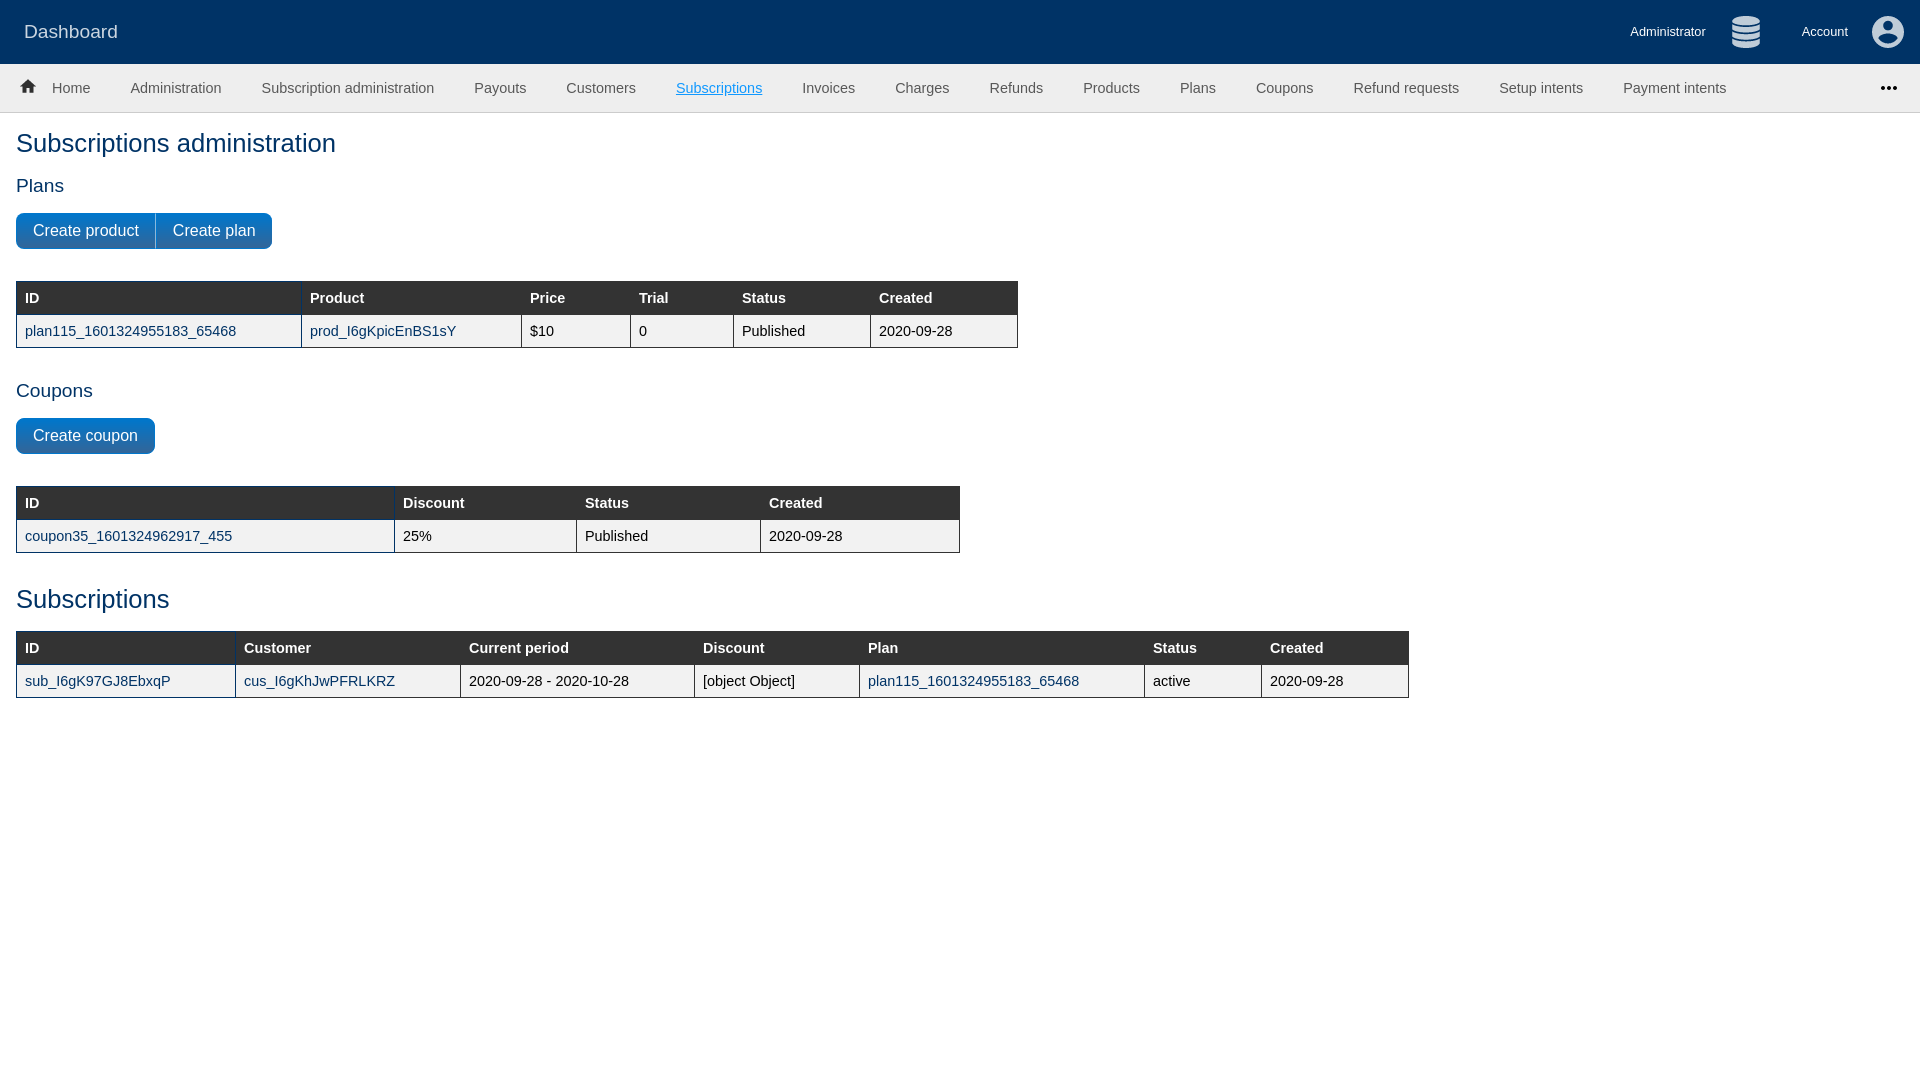 Dashboard Administrator Account
Home Administration Subscription administration Payouts Customers Subscriptions Invoices Charges Refunds Products Plans Coupons Refund requests Setup intents Payment intents
Subscriptions administration
Plans
Create product Create plan
ID Product Price Trial Status Created
plan115_1601324955183_65468 prod_I6gKpicEnBS1sY $10 0 Published 2020-09-28
Coupons
Create coupon
ID Discount Status Created
coupon35_1601324962917_455 25% Published 2020-09-28
Subscriptions
ID Customer Current period Discount Plan Status Created
sub_I6gK97GJ8EbxqP cus_I6gKhJwPFRLKRZ 2020-09-28 - 2020-10-28 [object Object] plan115_1601324955183_65468 active 2020-09-28